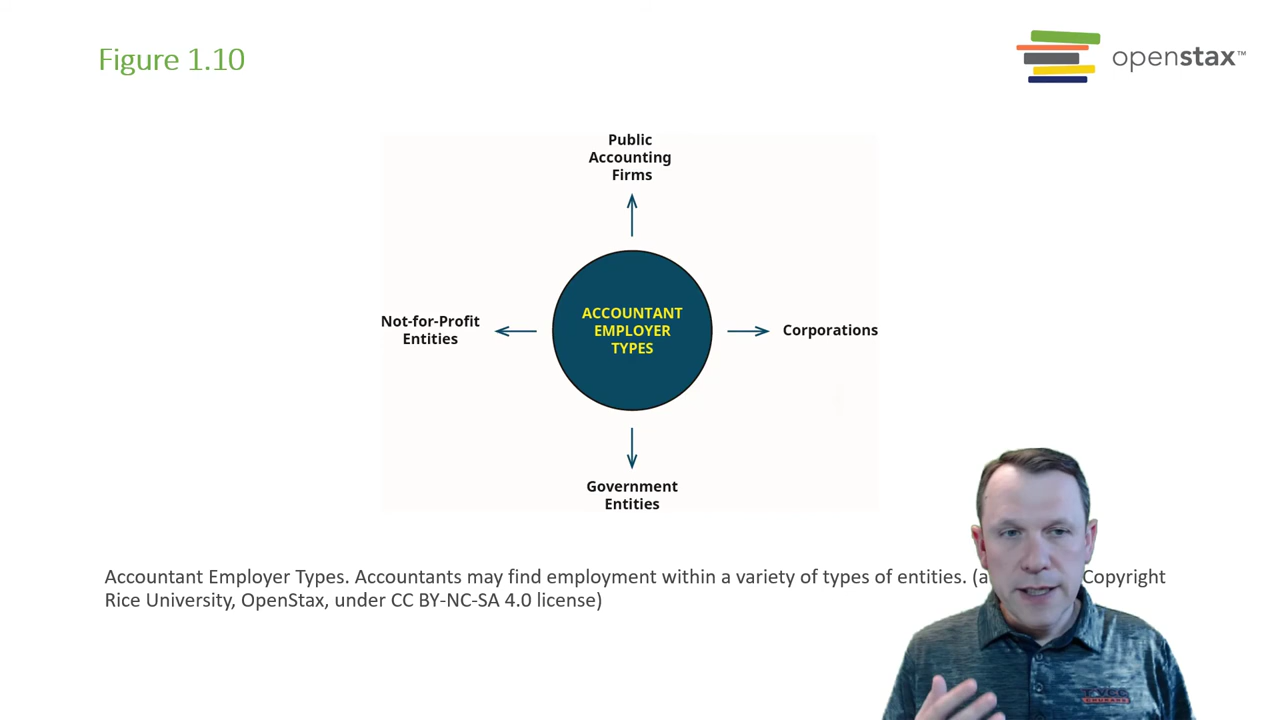 Figure 1.10
openstax™
Public
Accounting
Firms
Not-for-Profit
Entities
ACCOUNTANT
EMPLOYER
TYPES
Corporations
Government
Entities
Accountant Employer Types. Accountants may find employment within a variety of types of entities. (a Copyright
Rice University, OpenStax, under CC BY-NC-SA 4.0 license)